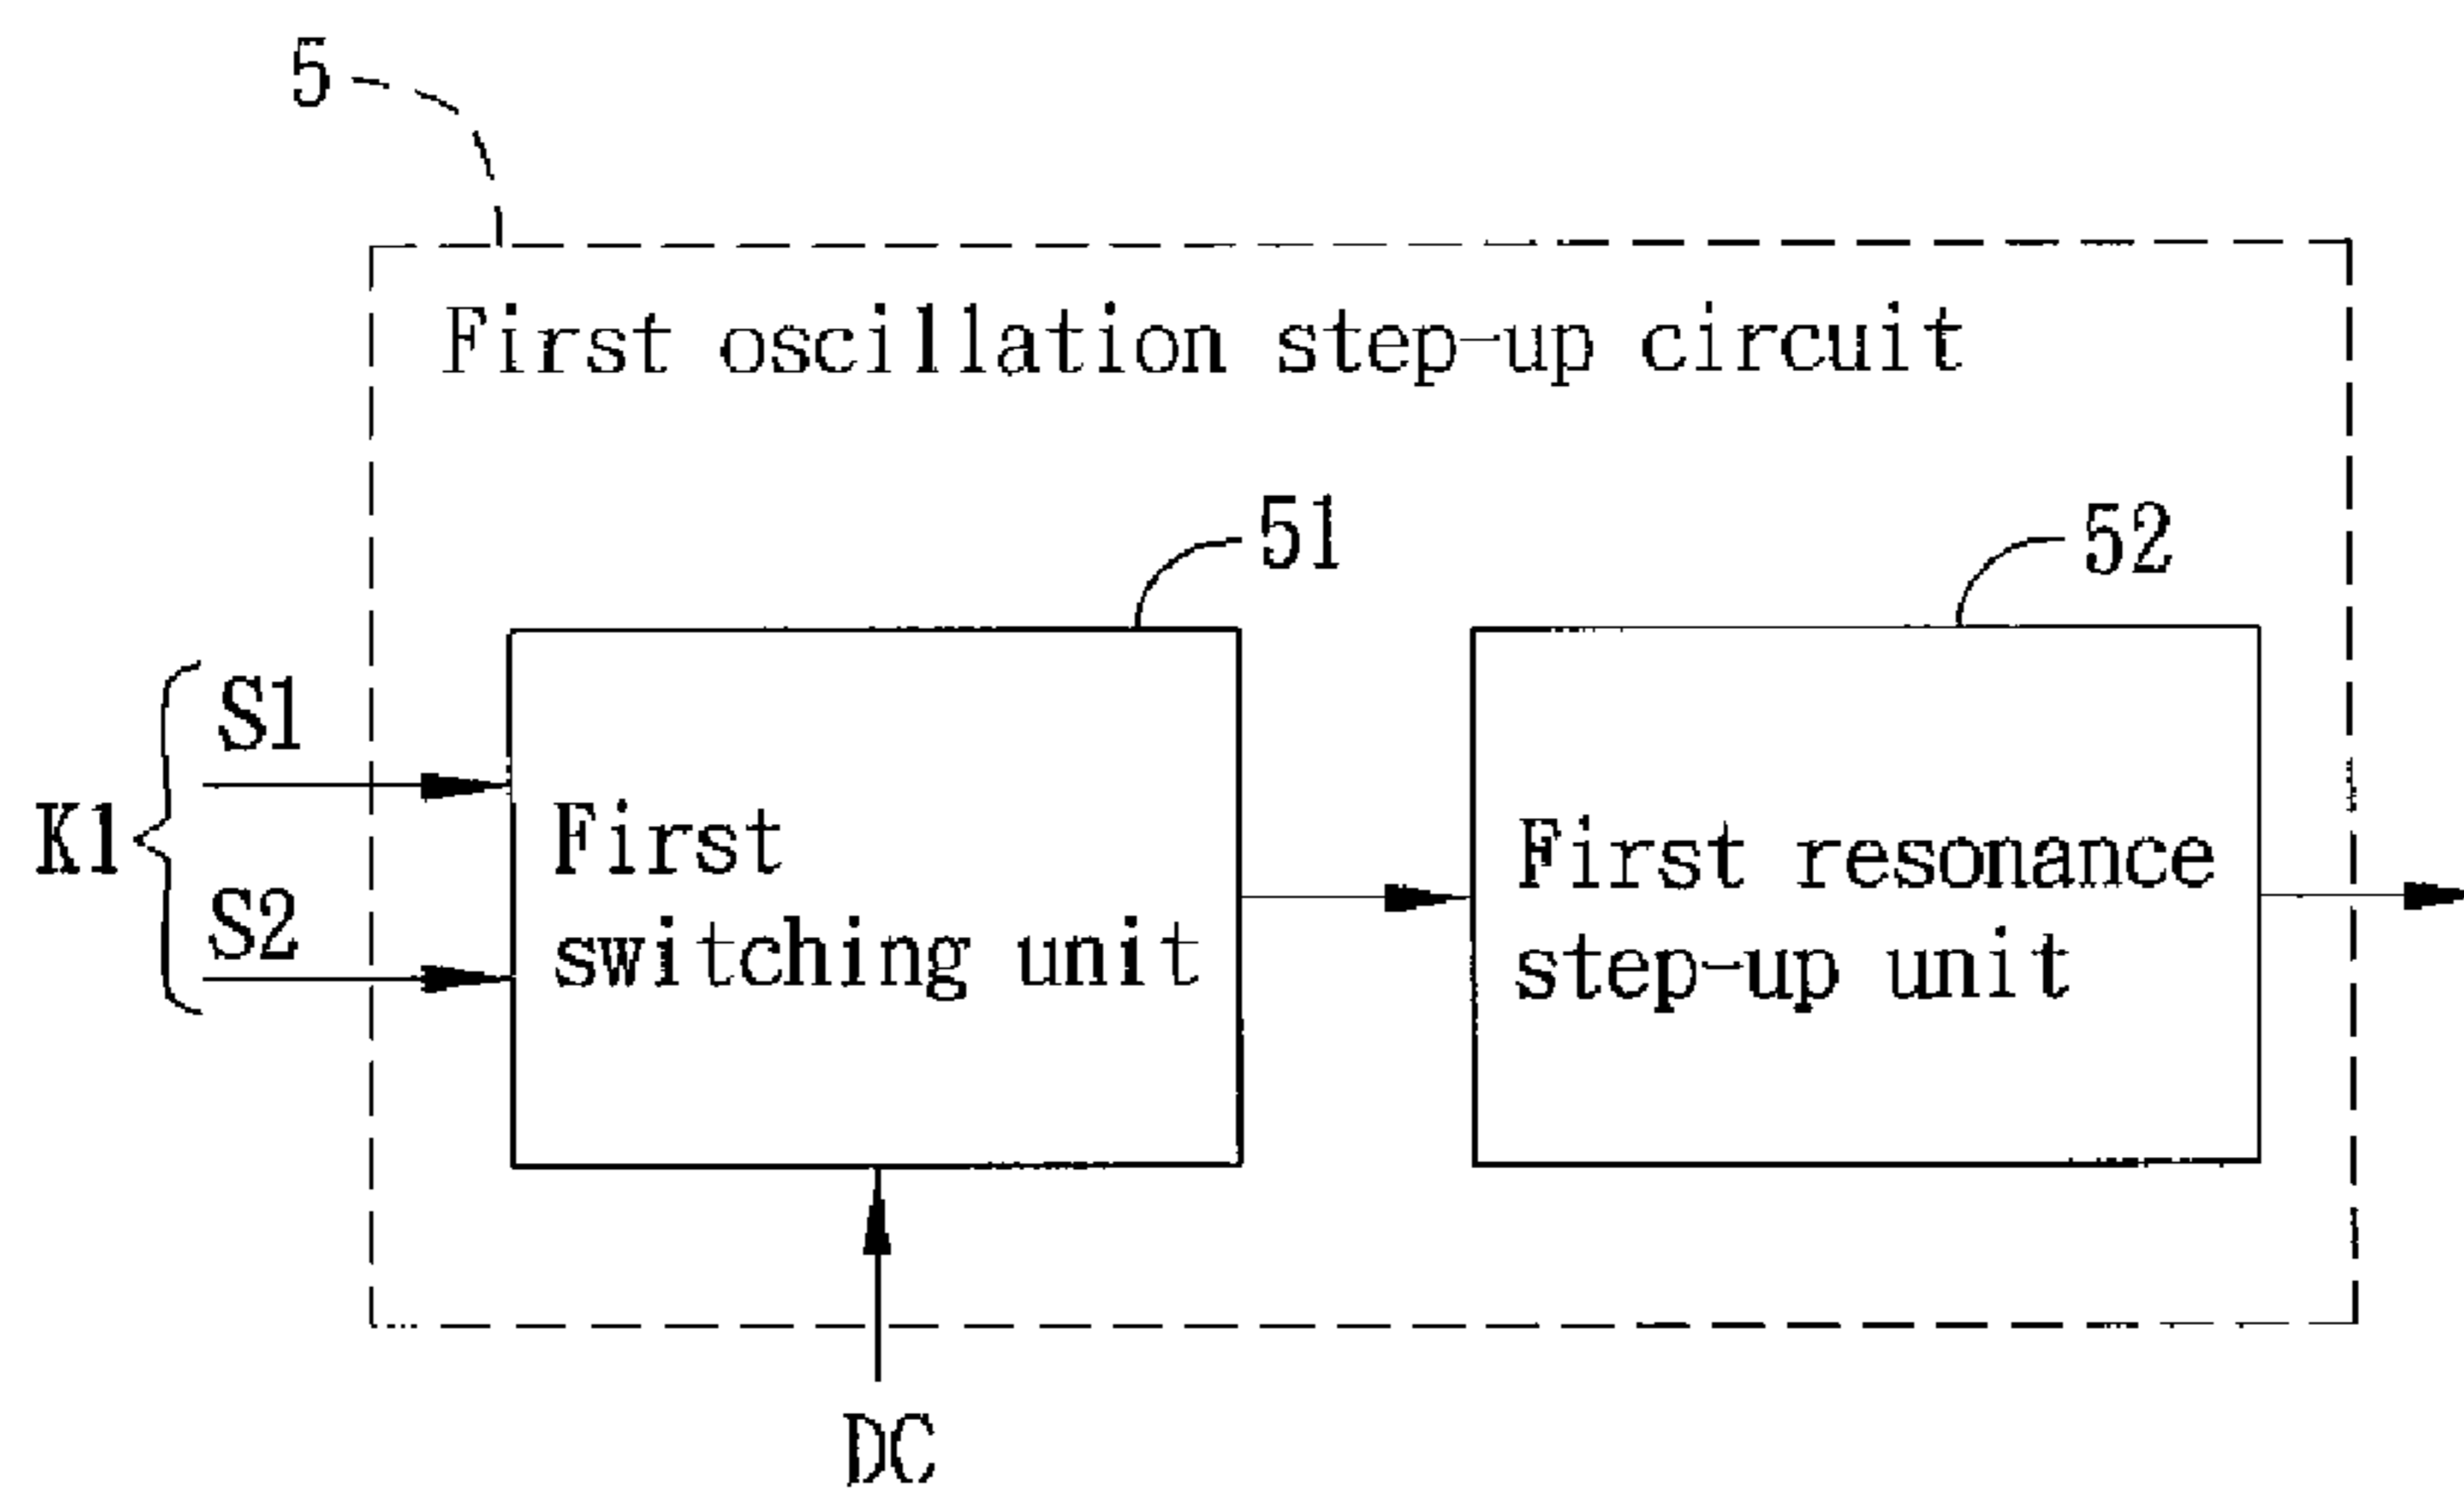 5
First oscillation step-up circuit
51
52
S1
K1
S2
First
switching unit
First resonance
step-up unit
DC